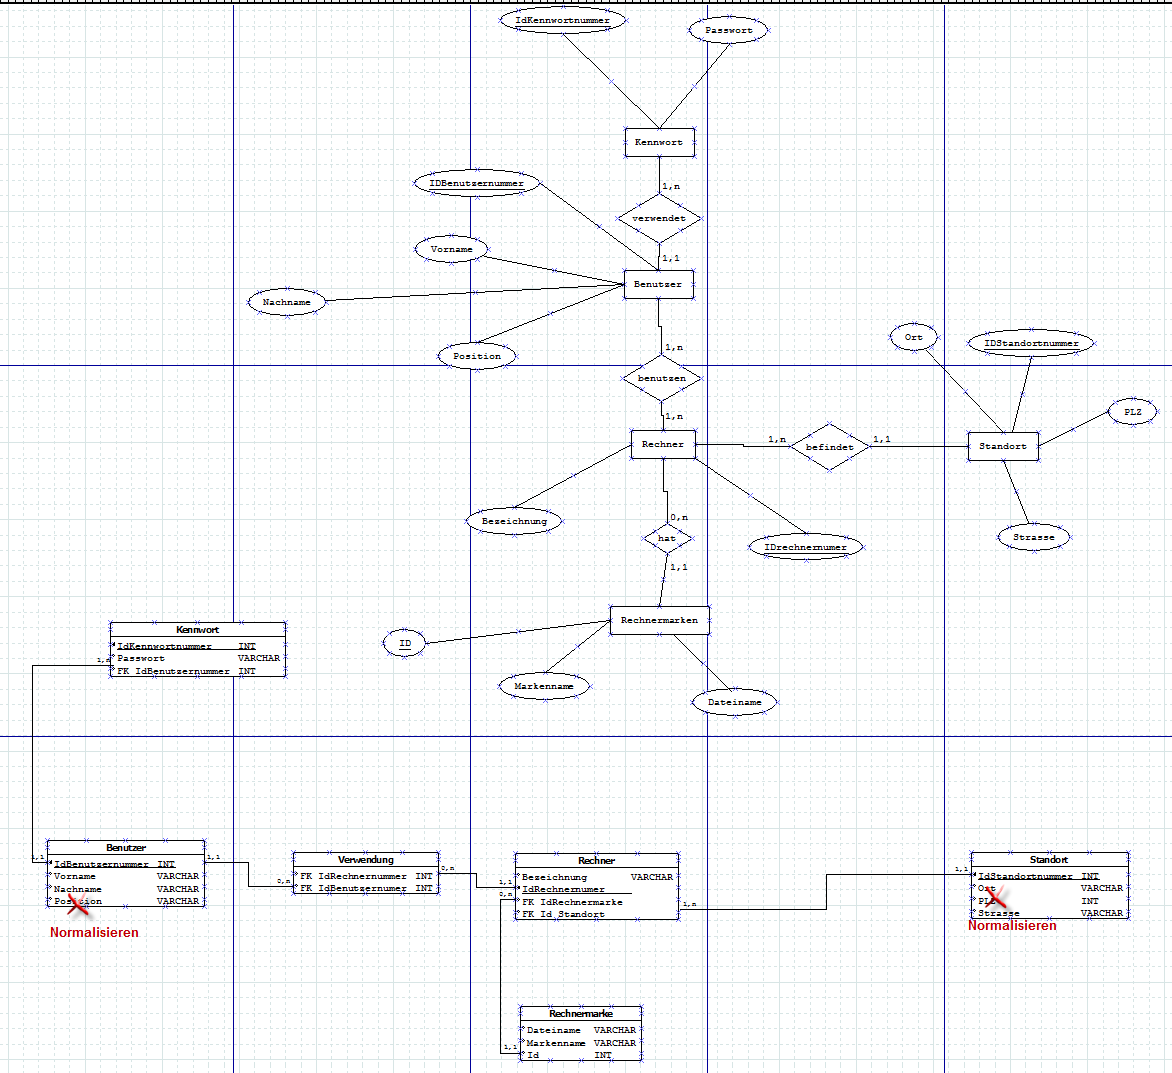 IdKennwortnummer
Passwort
Kennwort
1,n
verwendet
1,1
IDBenutzernummer
Vorname
Nachname
Position
Benutzer
1,n
benutzen
1,n
Rechner
1,n
befindet
1,1
Standort
Ort
IDStandortnummer
PLZ
Strasse
Bezeichnung
IDrechnernumer
0,n
hat
1,1
Rechnermarken
ID
Markenname
Dateiname
Kennwort
IdKennwortnummer INT
Passwort VARCHAR
FK IdBenutzernummer INT
1,n
1,1
Benutzer
IdBenutzernummer INT
Vorname VARCHAR
Nachname VARCHAR
Position VARCHAR
Normalisieren
1,1
0,n
Verwendung
FK IdRechnernummer INT
FK IdBenutzernumer INT
0,n
1,1
0,n
Rechner
Bezeichnung VARCHAR
IdRechnernumer
FK IdRechnermarke
FK Id_Standort
1,n
1,1
Standort
IdStandortnummer INT
Ort VARCHAR
PLZ INT
Strasse VARCHAR
Normalisieren
Rechnermarke
Dateiname VARCHAR
Markenname VARCHAR
Id INT
1,1